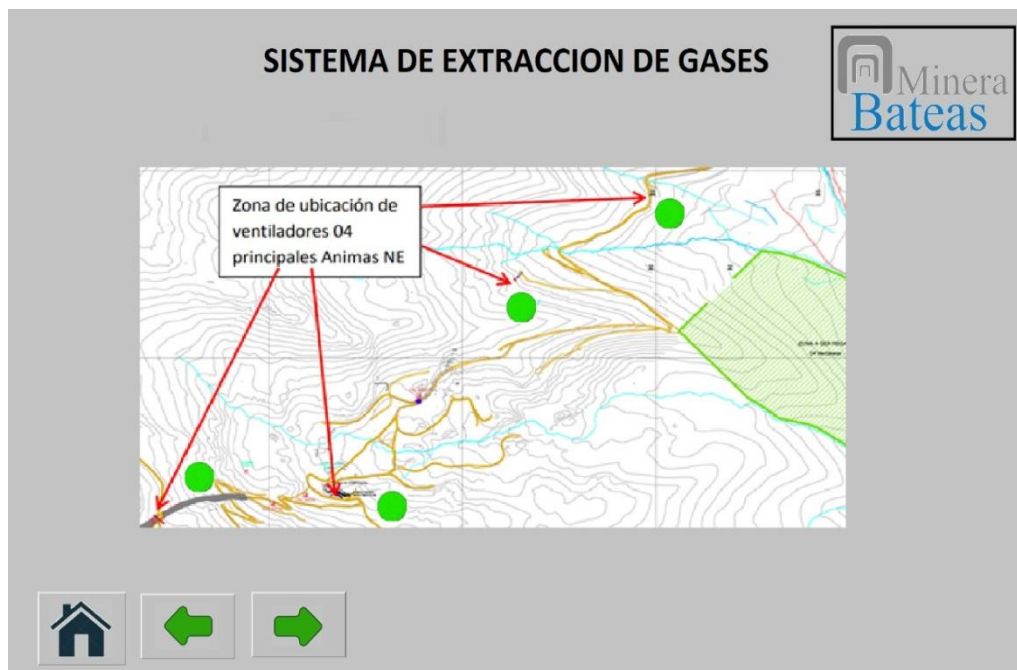 SISTEMA DE EXTRACCION DE GASES
Minera
Bateas
Zona de ubicación de
ventiladores 04
principales Animas NE